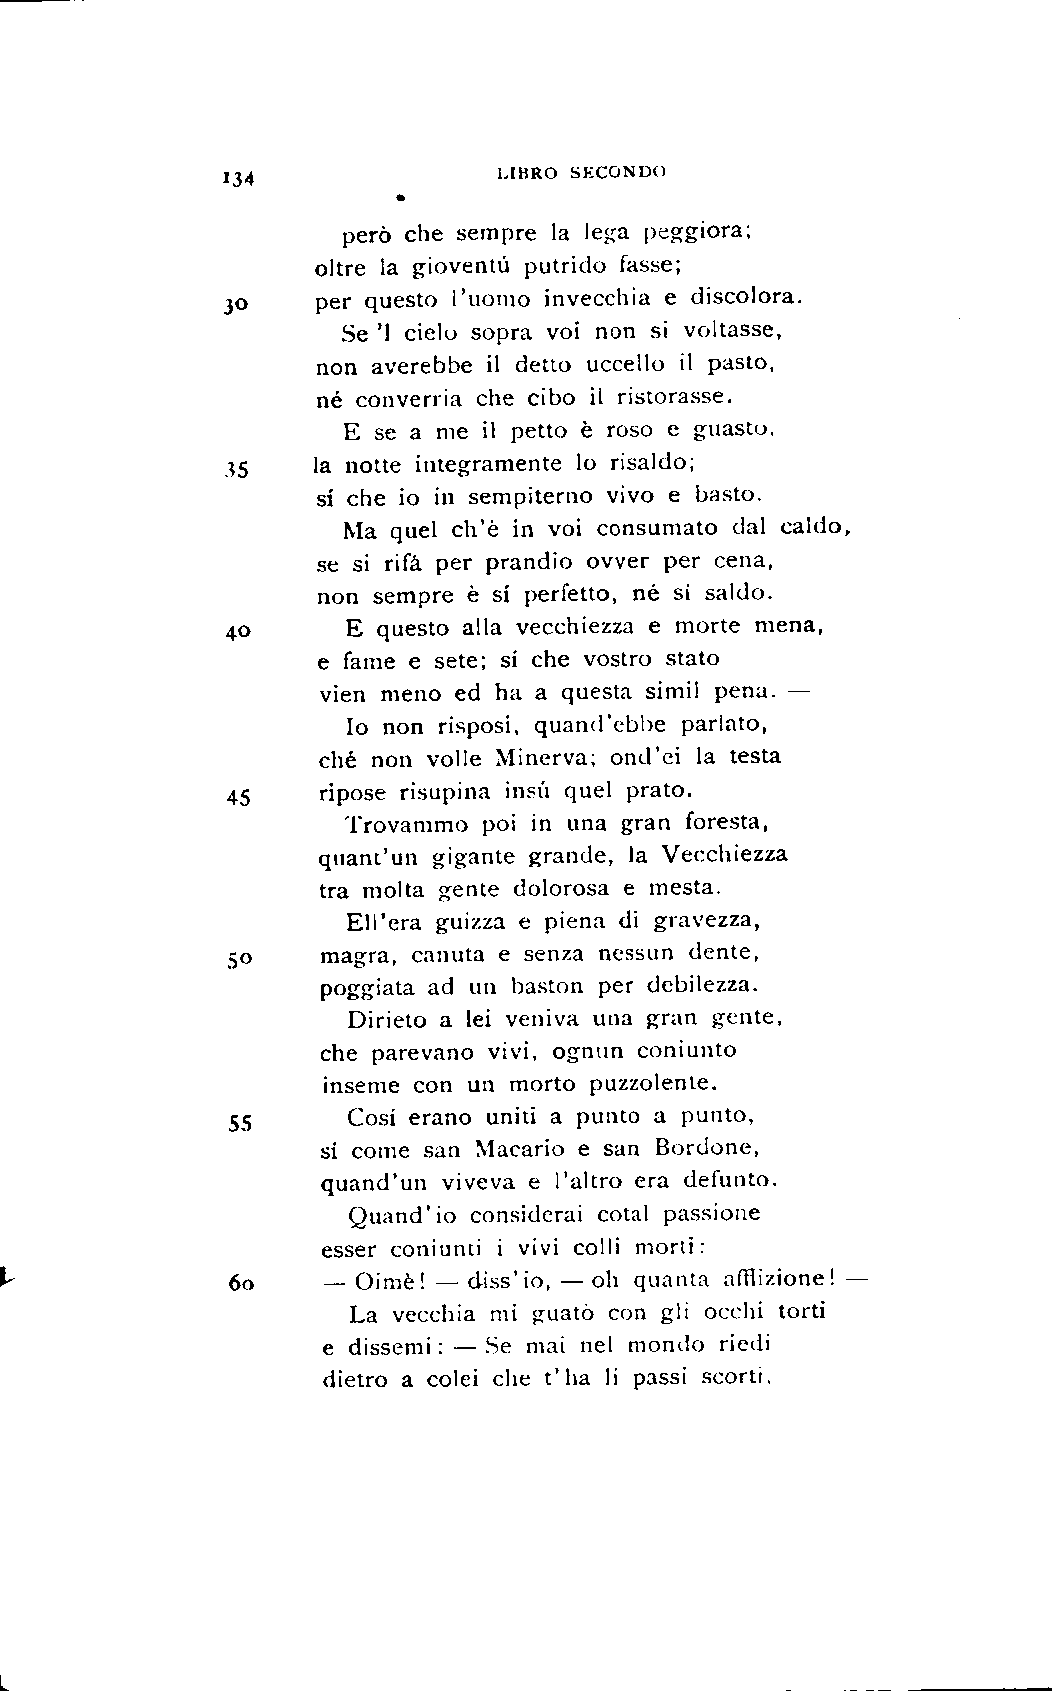 134 LIBRO SECONDO
però che sempre la lega peggiora;
oltre la gioventú putrido fasse;
30 per questo l'uomo invecchia e discolora.
Se 'l cielo sopra voi non si voltasse,
non averebbe il detto uccello il pasto,
né converria che cibo il ristorasse.
E se a me il petto è roso e guasto,
35 la notte integramente lo risaldo;
sí che io in sempiterno vivo e basto.
Ma quel ch'è in voi consumato dal caldo,
se si rifá per prandio ovver per cena,
non sempre è sí perfetto, né si saldo.
40 E questo alla vecchiezza e morte mena,
e fame e sete; sí che vostro stato
vien meno ed ha a questa simil pena. —
Io non risposi, quand'ebbe parlato,
ché non volle Minerva; ond'ei la testa
45 ripose risupina insú quel prato.
Trovammo poi in una gran foresta,
quant'un gigante grande, la Vecchiezza
tra molta gente dolorosa e mesta.
Ell'era guizza e piena di gravezza,
50 magra, canuta e senza nessun dente,
poggiata ad un baston per debilezza.
Dirieto a lei veniva una gran gente,
che parevano vivi, ognun coniunto
inseme con un morto puzzolente.
55 Cosí erano uniti a punto a punto,
sí come san Macario e san Bordone,
quand'un viveva e l'altro era defunto.
Quand'io considerai cotal passione
esser coniunti i vivi colli morti:
60 — Oimè! — diss'io, — oh quanta afflizione! —
La vecchia mi guatò con gli occhi torti
e dissemi: — Se mai nel mondo riedi
dietro a colei che t'ha li passi scorti,